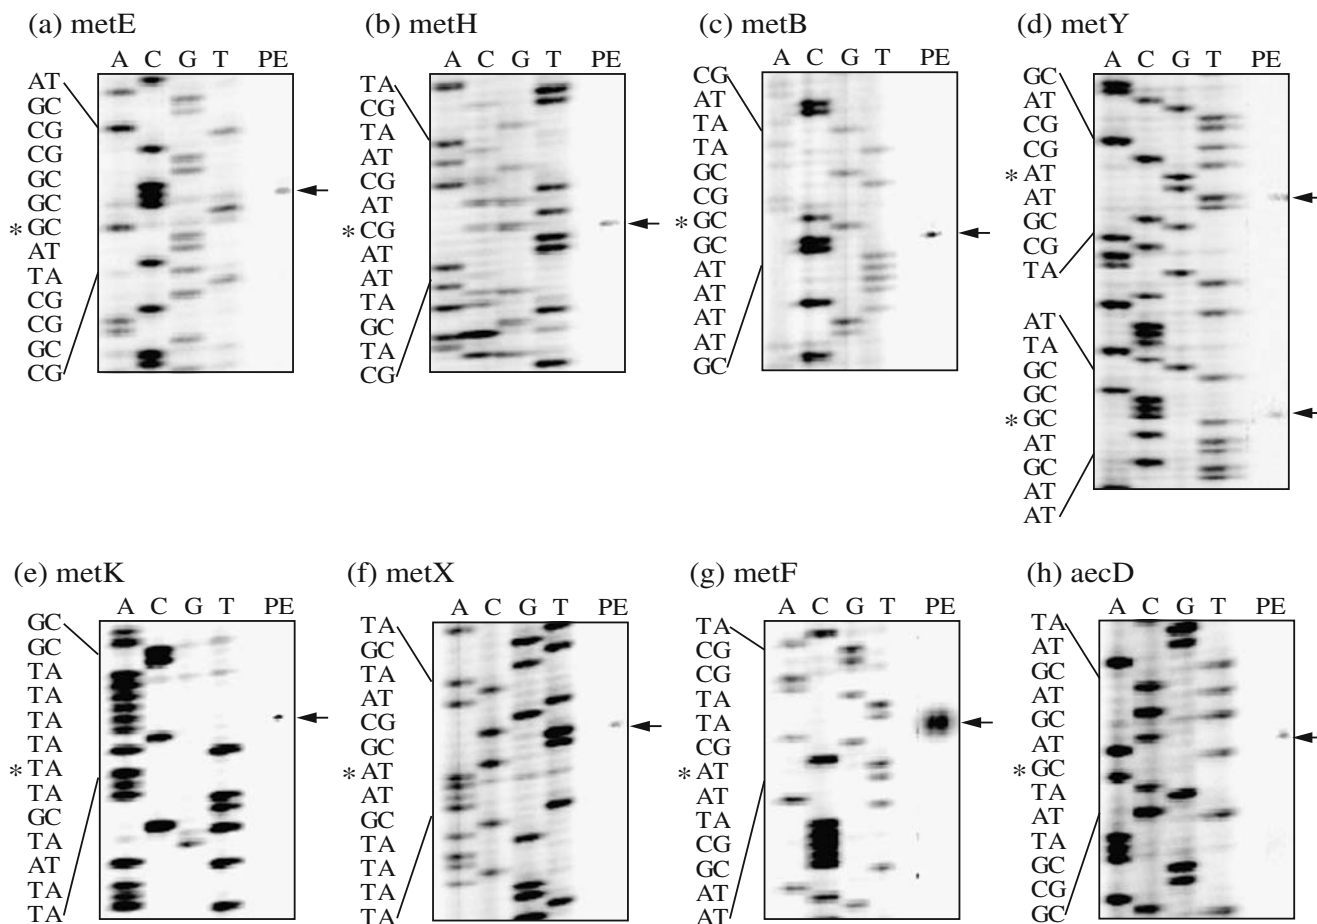 (a) metE
A C G T PE
AT
GC
CG
CG
GC
GC
* GC
AT
TA
CG
CG
GC
CG
(b) metH
A C G T PE
TA
CG
TA
AT
CG
AT
* CG
AT
AT
TA
GC
TA
CG
(c) metB
A C G T PE
CG
AT
TA
TA
GC
CG
* GC
GC
AT
AT
AT
AT
GC
(d) metY
A C G T PE
GC
AT
CG
CG
* AT
AT
GC
CG
TA
AT
TA
GC
GC
* GC
AT
GC
AT
AT
(e) metK
A C G T PE
GC
GC
TA
TA
TA
TA
* TA
TA
GC
TA
AT
TA
TA
(f) metX
A C G T PE
TA
GC
TA
AT
CG
GC
* AT
AT
GC
TA
TA
TA
TA
(g) metF
A C G T PE
TA
CG
CG
TA
TA
CG
* AT
AT
TA
CG
GC
AT
AT
(h) aecD
A C G T PE
TA
AT
GC
AT
GC
AT
* GC
TA
AT
TA
GC
CG
GC